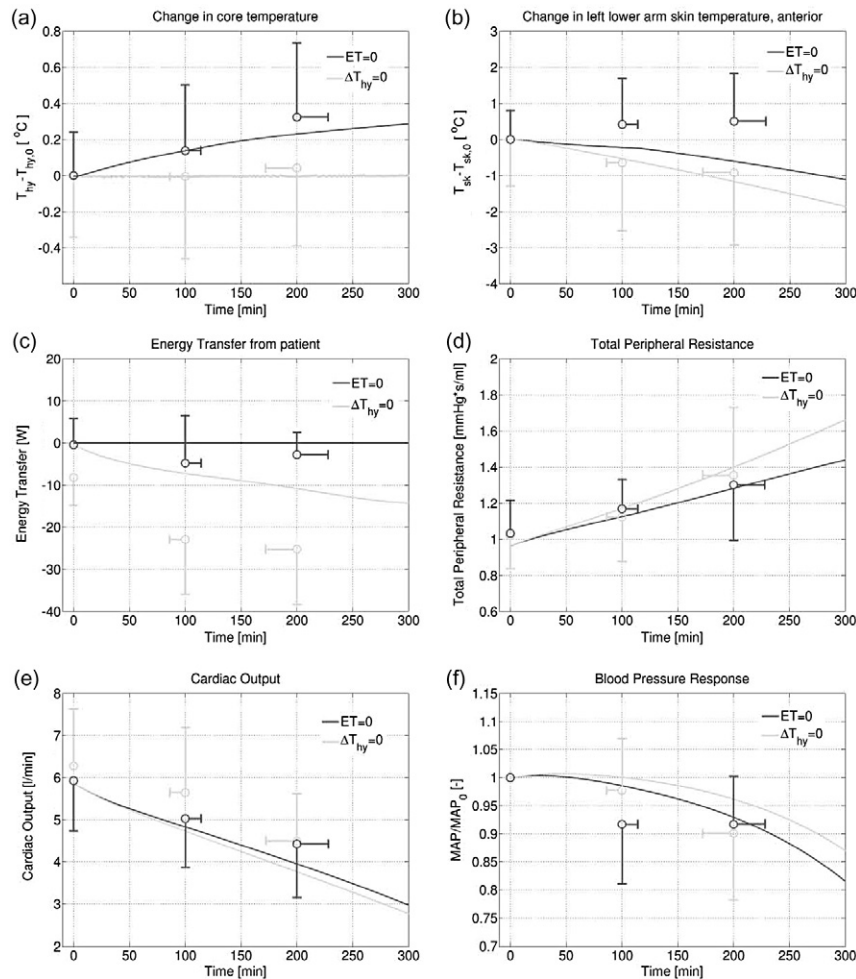 (a)
Change in core temperature
0.8
0.6
0.4
0.2
0
-0.2
-0.4
T_hy-T_hy,0 [°C]
ET=0
ΔT_hy=0
0 50 100 150 200 250 300
Time [min]
(b)
Change in left lower arm skin temperature, anterior
3
2
1
0
-1
-2
-3
-4
T_sk-T_sk,0 [°C]
ET=0
ΔT_hy=0
0 50 100 150 200 250 300
Time [min]
(c)
Energy Transfer from patient
20
10
0
-10
-20
-30
-40
Energy Transfer [W]
ET=0
ΔT_hy=0
0 50 100 150 200 250 300
Time [min]
(d)
Total Peripheral Resistance
2
1.8
1.6
1.4
1.2
1
0.8
0.6
Total Peripheral Resistance [mmHg*s/ml]
ET=0
ΔT_hy=0
0 50 100 150 200 250 300
Time [min]
(e)
Cardiac Output
8
7
6
5
4
3
2
Cardiac Output [l/min]
ET=0
ΔT_hy=0
0 50 100 150 200 250 300
Time [min]
(f)
Blood Pressure Response
1.15
1.1
1.05
1
0.95
0.9
0.85
0.8
0.75
0.7
MAP/MAP_0 [-]
ET=0
ΔT_hy=0
0 50 100 150 200 250 300
Time [min]